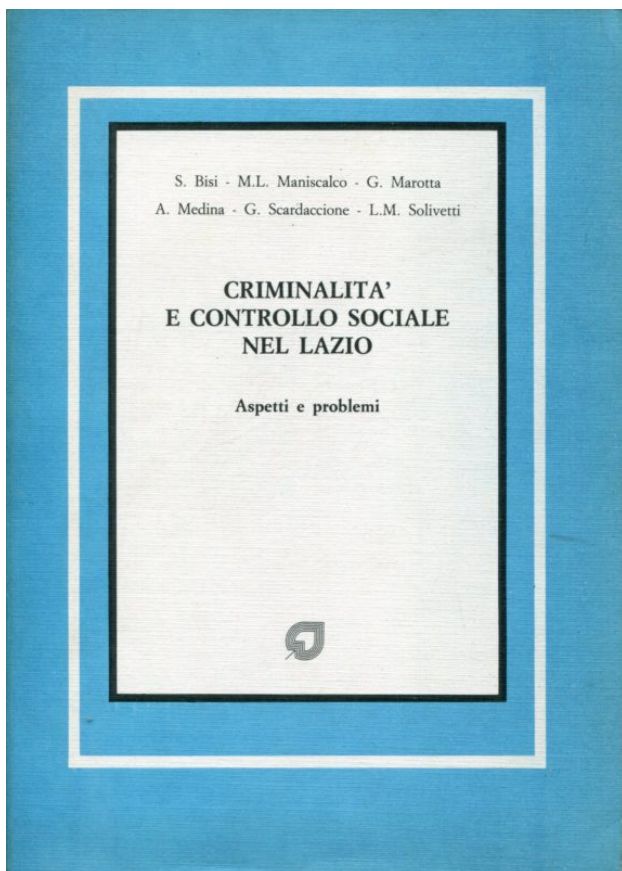 S. Bisi - M.L. Maniscalco - G. Marotta
A. Medina - G. Scardaccione - L.M. Solivetti
CRIMINALITA'
E CONTROLLO SOCIALE
NEL LAZIO
Aspetti e problemi